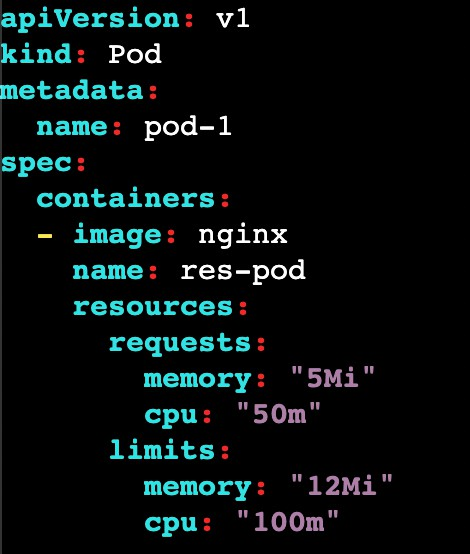 apiVersion: v1
kind: Pod
metadata:
  name: pod-1
spec:
  containers:
  - image: nginx
    name: res-pod
    resources:
      requests:
        memory: "5Mi"
        cpu: "50m"
      limits:
        memory: "12Mi"
        cpu: "100m"